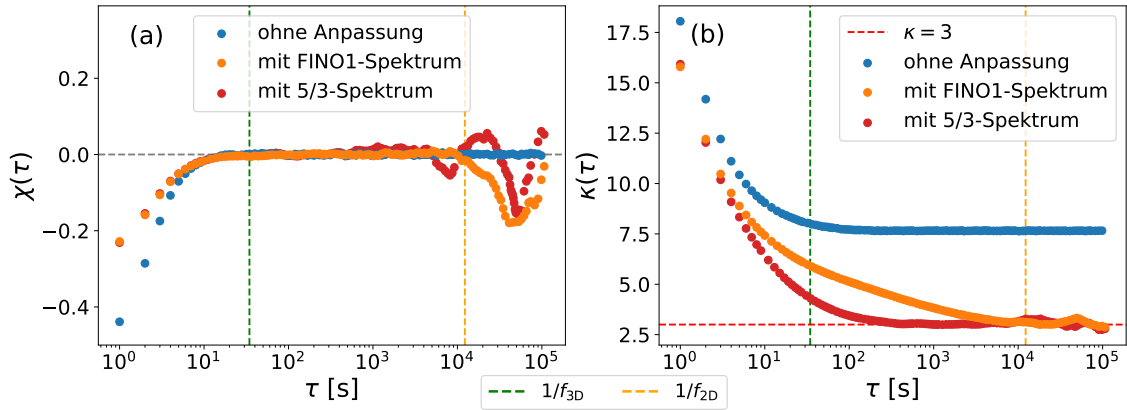 (a)
ohne Anpassung
mit FINO1-Spektrum
mit 5/3-Spektrum
0.2
0.0
−0.2
−0.4
χ(τ)
10⁰ 10¹ 10² 10³ 10⁴ 10⁵
τ [s]
(b)
κ = 3
ohne Anpassung
mit FINO1-Spektrum
mit 5/3-Spektrum
17.5
15.0
12.5
10.0
7.5
5.0
2.5
κ(τ)
10⁰ 10¹ 10² 10³ 10⁴ 10⁵
τ [s]
1/f₃D 1/f₂D